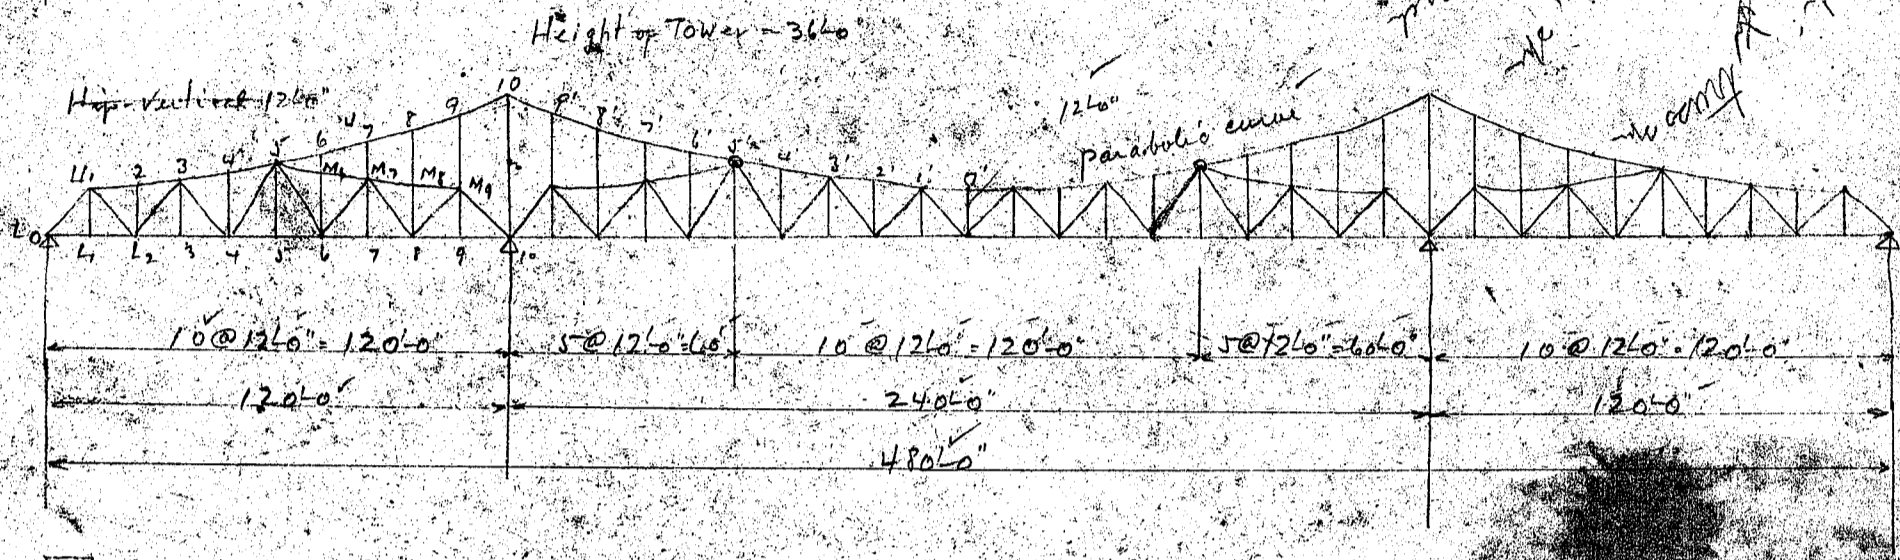 Height of Tower - 36'-0"
Hip vertical 12'-0"
12'-0"
parabolic curve
10
9 9'
8 8'
7 7'
6 6'
5 5'
U1 2 3 4 4' 3' 2' 1' 0'
M6 M7 M8 M9
L0
L1 L2 3 4 5 6 7 8 9 10
10 @ 12'-0" = 120'-0" 5 @ 12'-0" = 60' 10 @ 12'-0" = 120'-0" 5 @ 12'-0" = 60'-0" 10 @ 12'-0" = 120'-0"
120'-0" 240'-0" 120'-0"
480'-0"